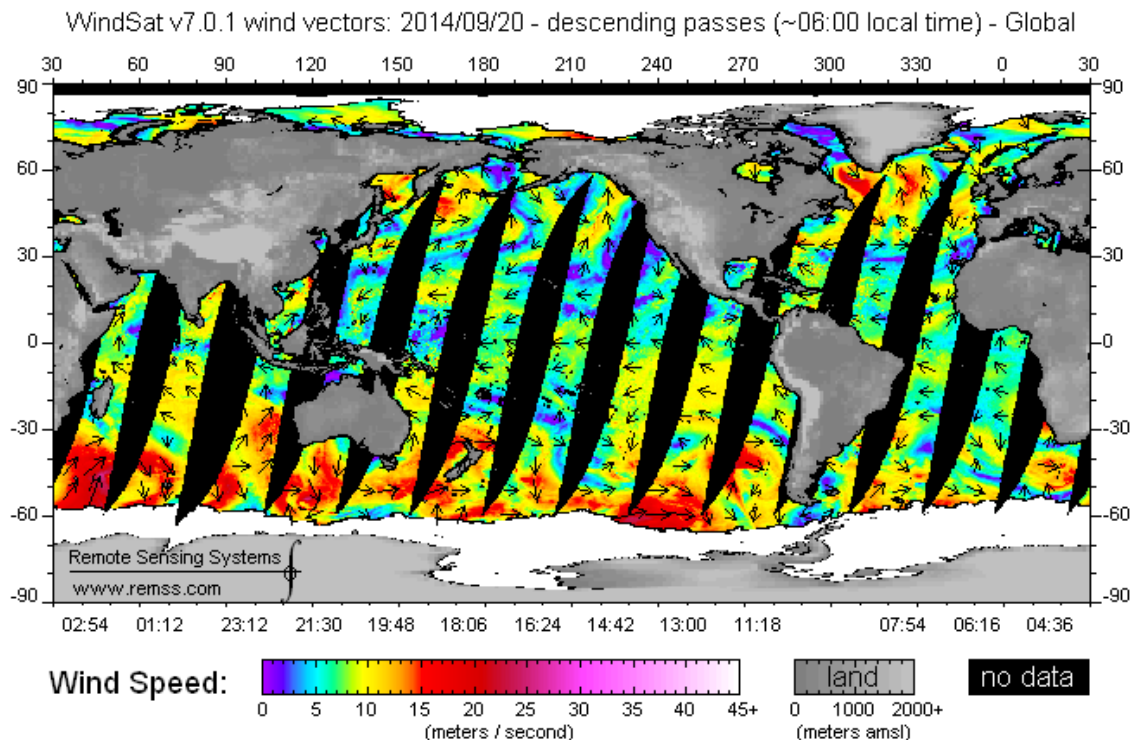 WindSat v7.0.1 wind vectors: 2014/09/20 - descending passes (~06:00 local time) - Global
30 60 90 120 150 180 210 240 270 300 330 0 30
90 90
60 60
30 30
0 0
-30 -30
-60 -60
Remote Sensing Systems
www.remss.com
-90 -90
02:54 01:12 23:12 21:30 19:48 18:06 16:24 14:42 13:00 11:18 07:54 06:16 04:36
Wind Speed: land no data
0 5 10 15 20 25 30 35 40 45+ 0 1000 2000+
(meters / second) (meters amsl)